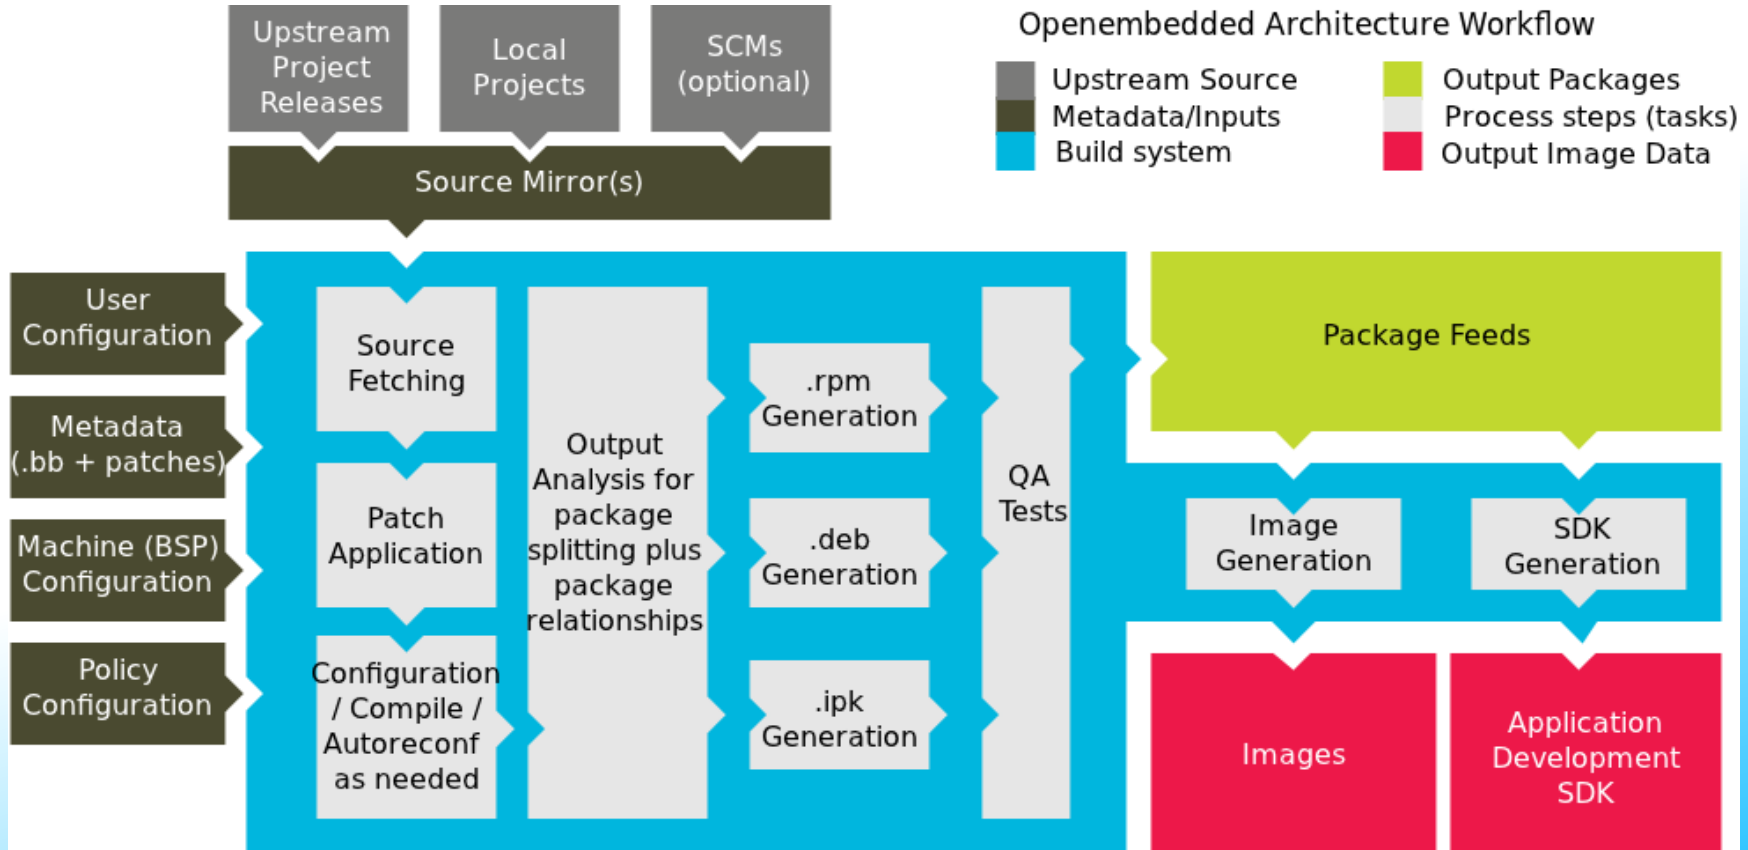 Upstream
Project
Releases
Local
Projects
SCMs
(optional)
Openembedded Architecture Workflow
Upstream Source
Metadata/Inputs
Build system
Output Packages
Process steps (tasks)
Output Image Data
Source Mirror(s)
User
Configuration
Metadata
(.bb + patches)
Machine (BSP)
Configuration
Policy
Configuration
Source
Fetching
Patch
Application
Configuration
/ Compile /
Autoreconf
as needed
Output
Analysis for
package
splitting plus
package
relationships
.rpm
Generation
.deb
Generation
.ipk
Generation
QA
Tests
Package Feeds
Image
Generation
SDK
Generation
Images
Application
Development
SDK